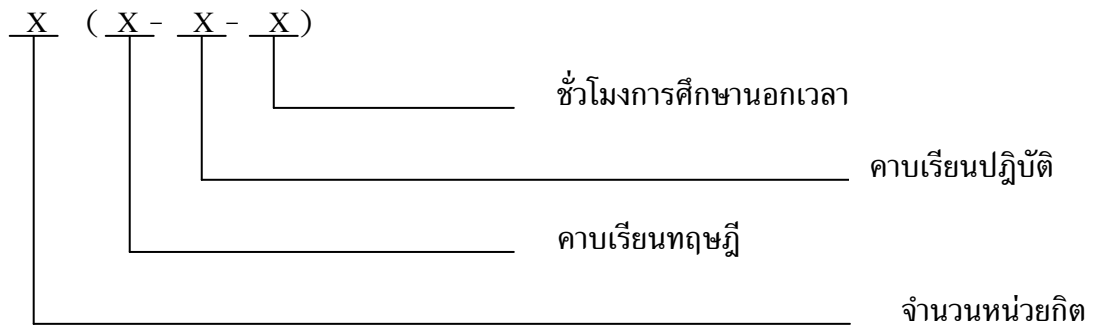 X ( X - X - X )
ชั่วโมงการศึกษานอกเวลา
คาบเรียนปฎิบัติ
คาบเรียนทฤษฎี
จำนวนหน่วยกิต